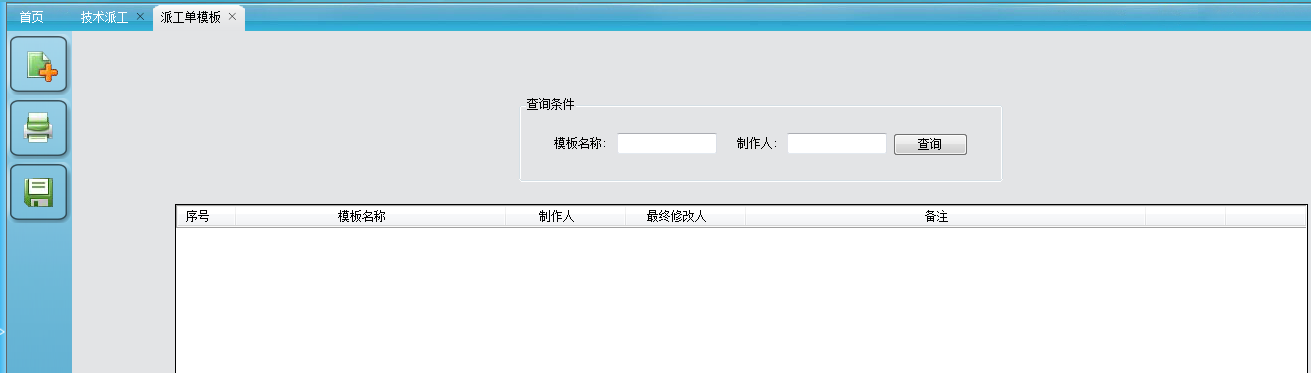 首页 技术派工 × 派工单模板 ×
查询条件
模板名称: 制作人: 查询
序号 模板名称 制作人 最终修改人 备注